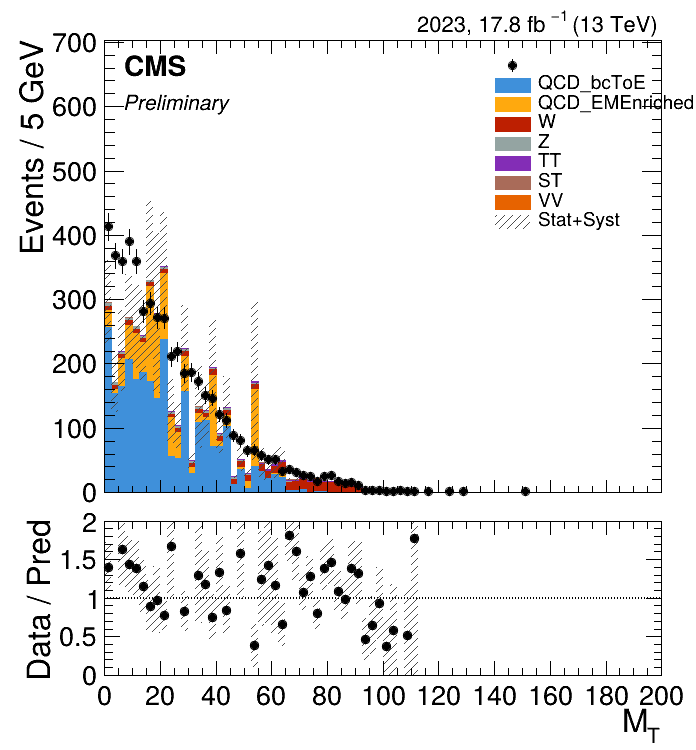 2023, 17.8 fb⁻¹ (13 TeV)
CMS
Preliminary
QCD_bcToE
QCD_EMEnriched
W
Z
TT
ST
VV
Stat+Syst
Events / 5 GeV
700
600
500
400
300
200
100
0
Data / Pred
2
1.5
1
0.5
0
0 20 40 60 80 100 120 140 160 180 200
M_T